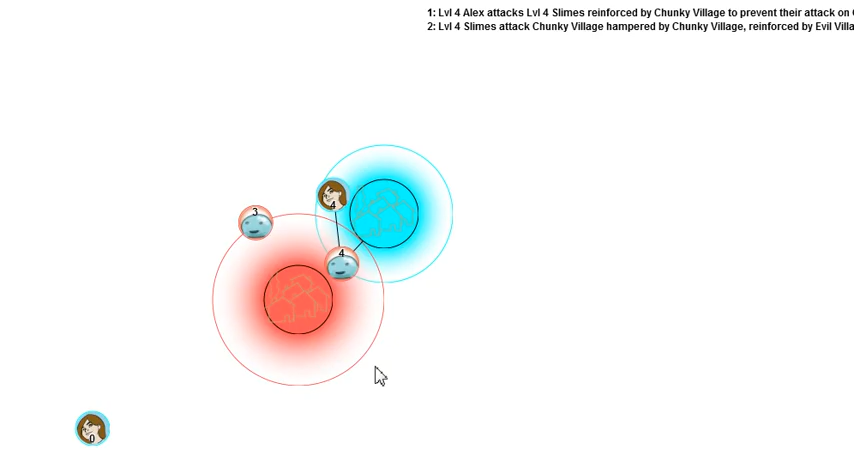 1: Lvl 4 Alex attacks Lvl 4 Slimes reinforced by Chunky Village to prevent their attack on
2: Lvl 4 Slimes attack Chunky Village hampered by Chunky Village, reinforced by Evil
4
3
4
0